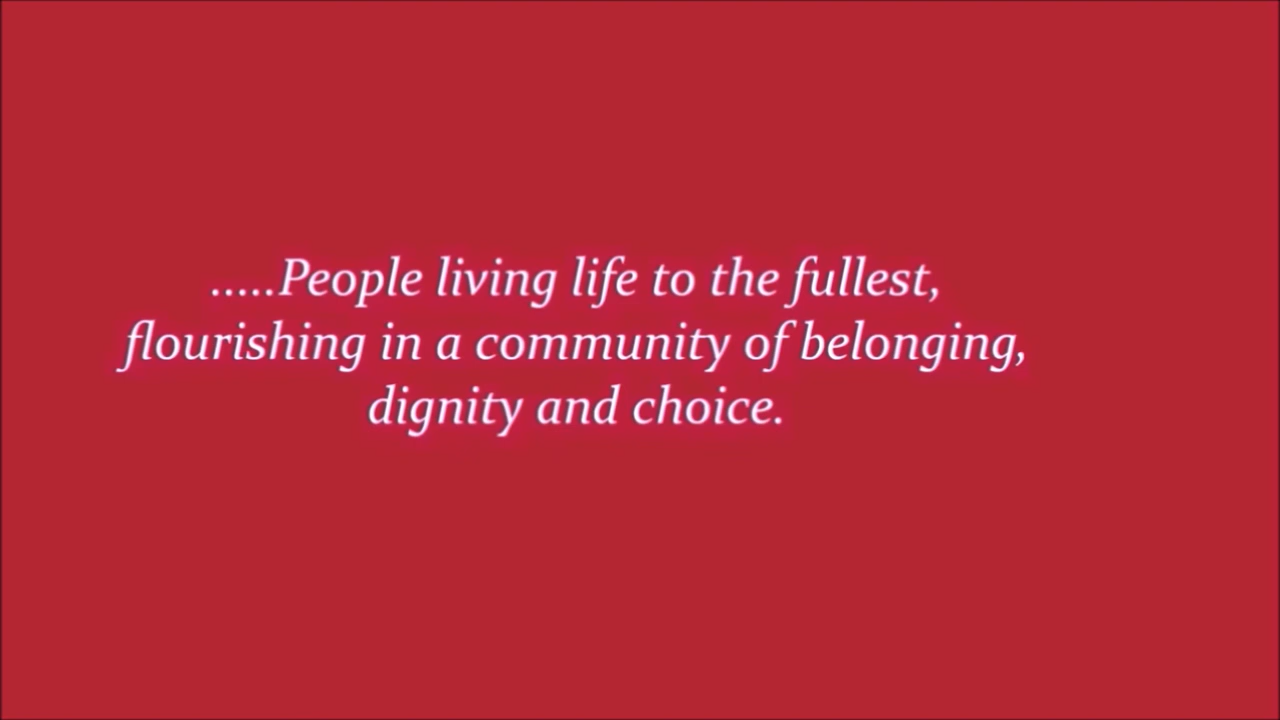 .....People living life to the fullest,
flourishing in a community of belonging,
dignity and choice.